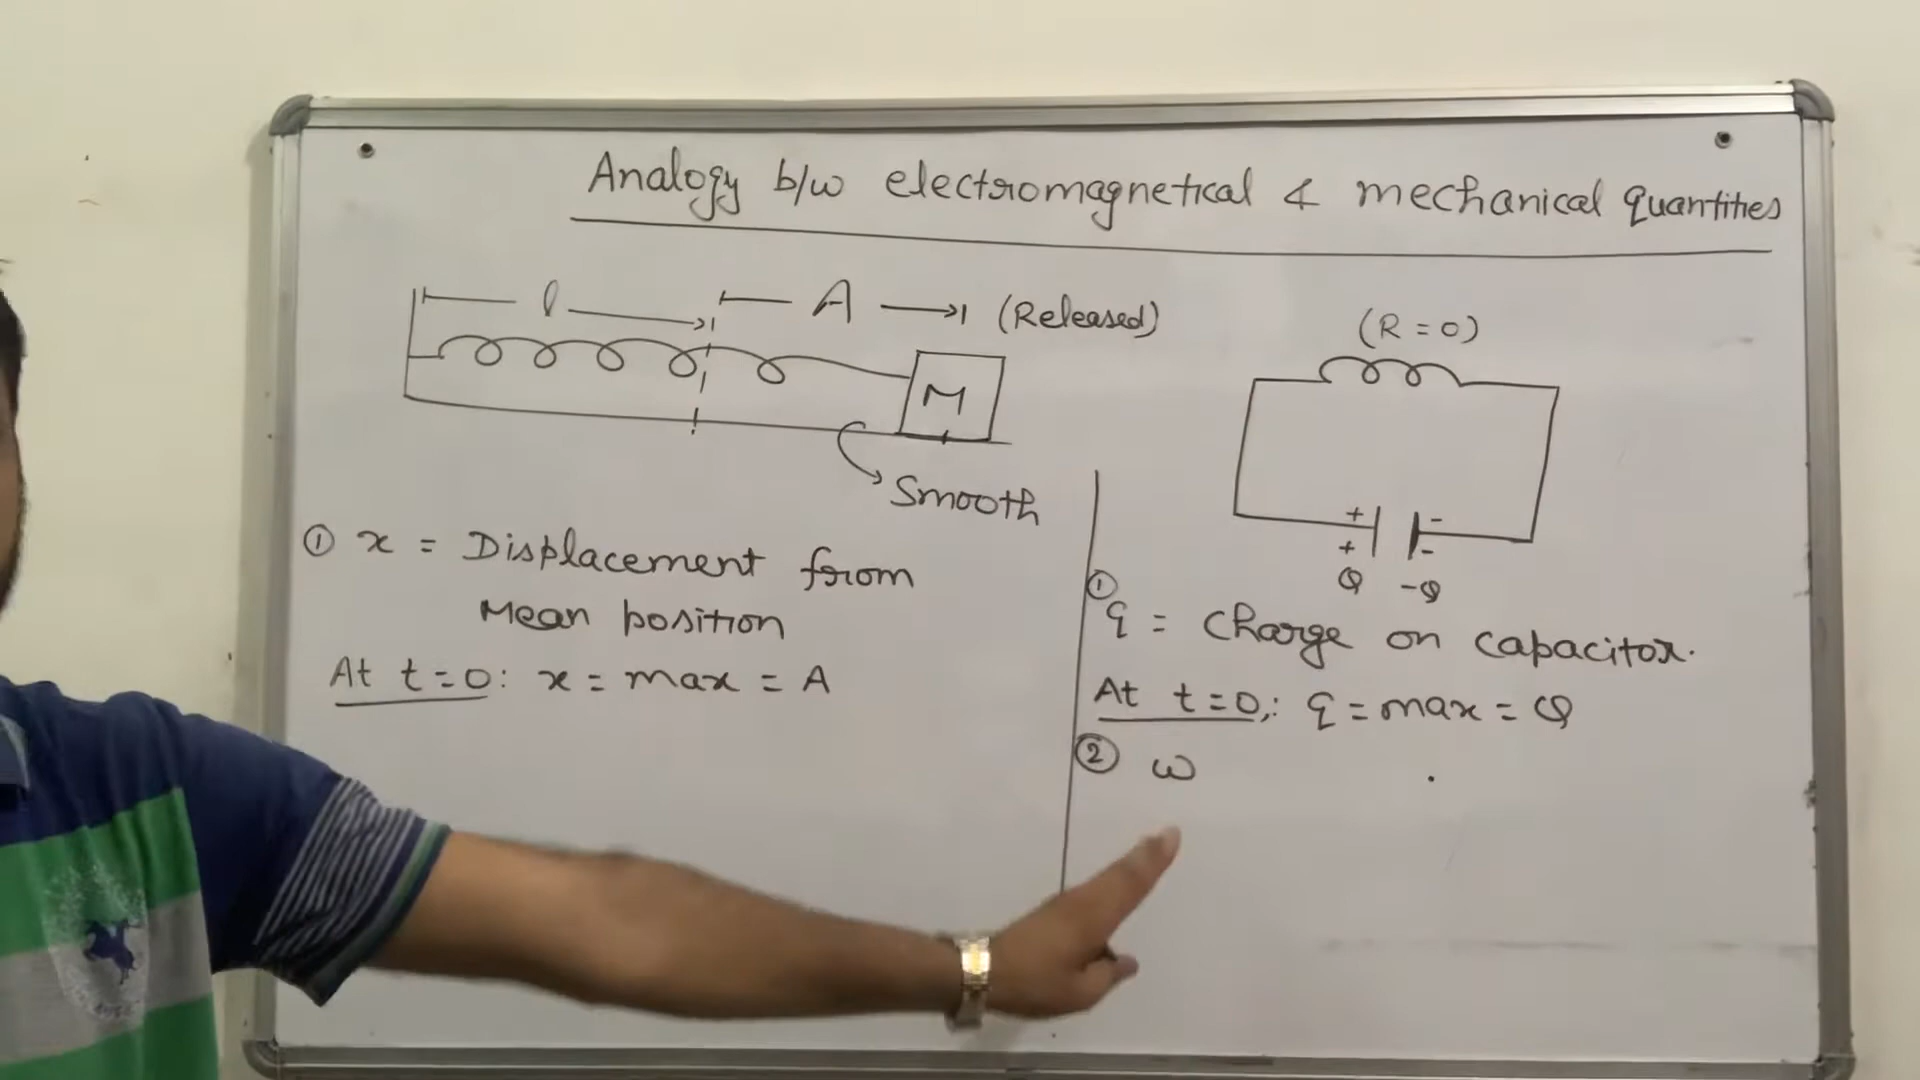 Analogy b/w electromagnetical & mechanical quantities
l
A
(Released)
M
Smooth
① x = Displacement from
Mean position
At t=0: x = max = A
(R = 0)
+ -
+ -
Q -Q
①
q = Charge on capacitor.
At t=0,: q = max = Q
② ω